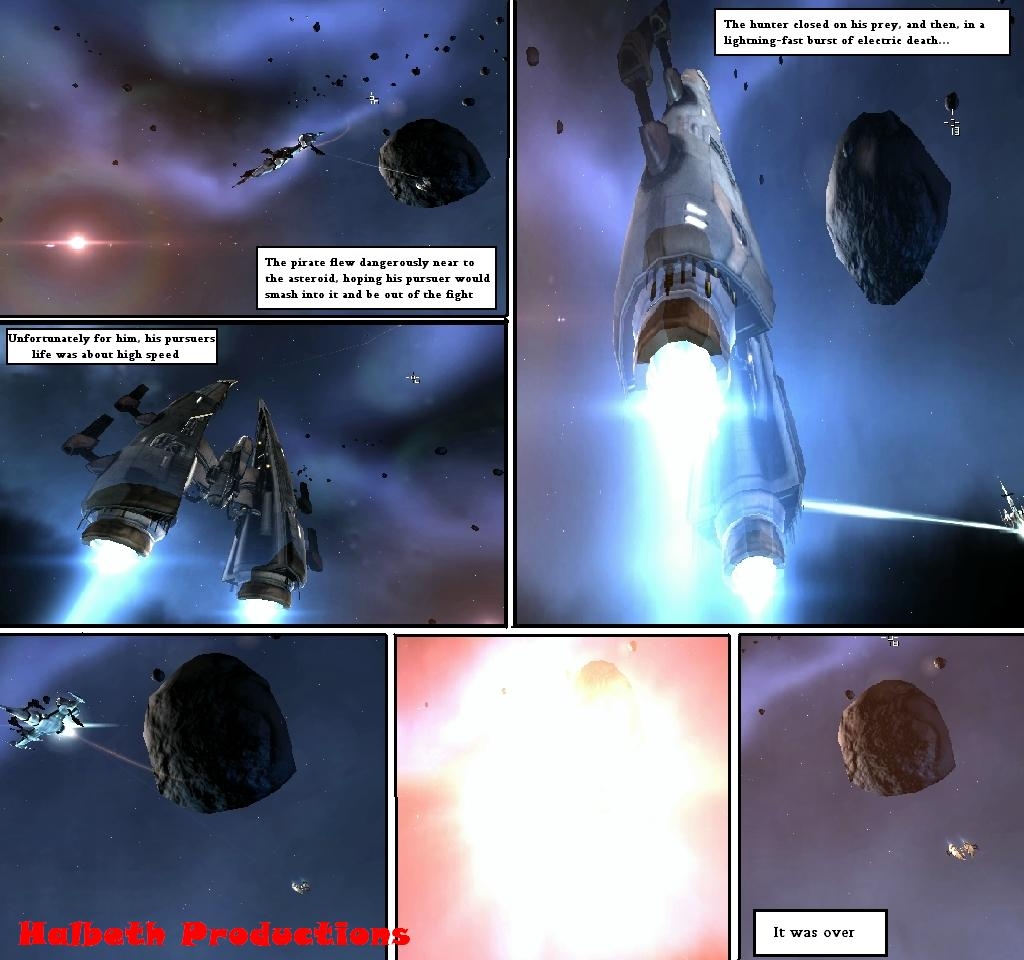 The pirate flew dangerously near to
the asteroid, hoping his pursuer would
smash into it and be out of the fight
Unfortunately for him, his pursuers
life was about high speed
The hunter closed on his prey, and then, in a
lightning-fast burst of electric death...
It was over
Halbeth Productions